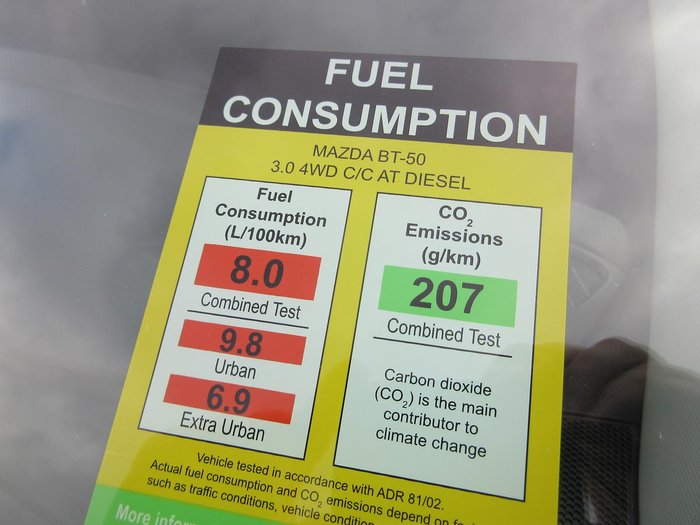 FUEL
CONSUMPTION
MAZDA BT-50
3.0 4WD C/C AT DIESEL
Fuel
Consumption
(L/100km)
8.0
Combined Test
9.8
Urban
6.9
Extra Urban
CO2
Emissions
(g/km)
207
Combined Test
Carbon dioxide
(CO2) is the main
contributor to
climate change
Vehicle tested in accordance with ADR 81/02.
Actual fuel consumption and CO2 emissions depend on
such as traffic conditions, vehicle
More